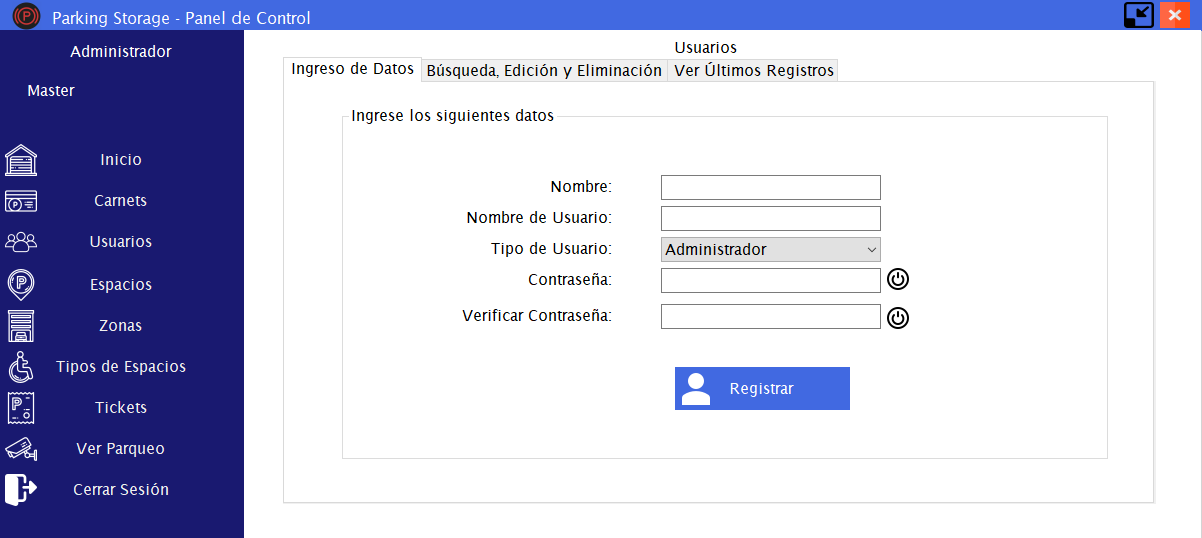 Parking Storage - Panel de Control
Administrador
Master
Inicio
Carnets
Usuarios
Espacios
Zonas
Tipos de Espacios
Tickets
Ver Parqueo
Cerrar Sesión
Usuarios
Ingreso de Datos
Búsqueda, Edición y Eliminación
Ver Últimos Registros
Ingrese los siguientes datos
Nombre:
Nombre de Usuario:
Tipo de Usuario:
Administrador
Contraseña:
Verificar Contraseña:
Registrar